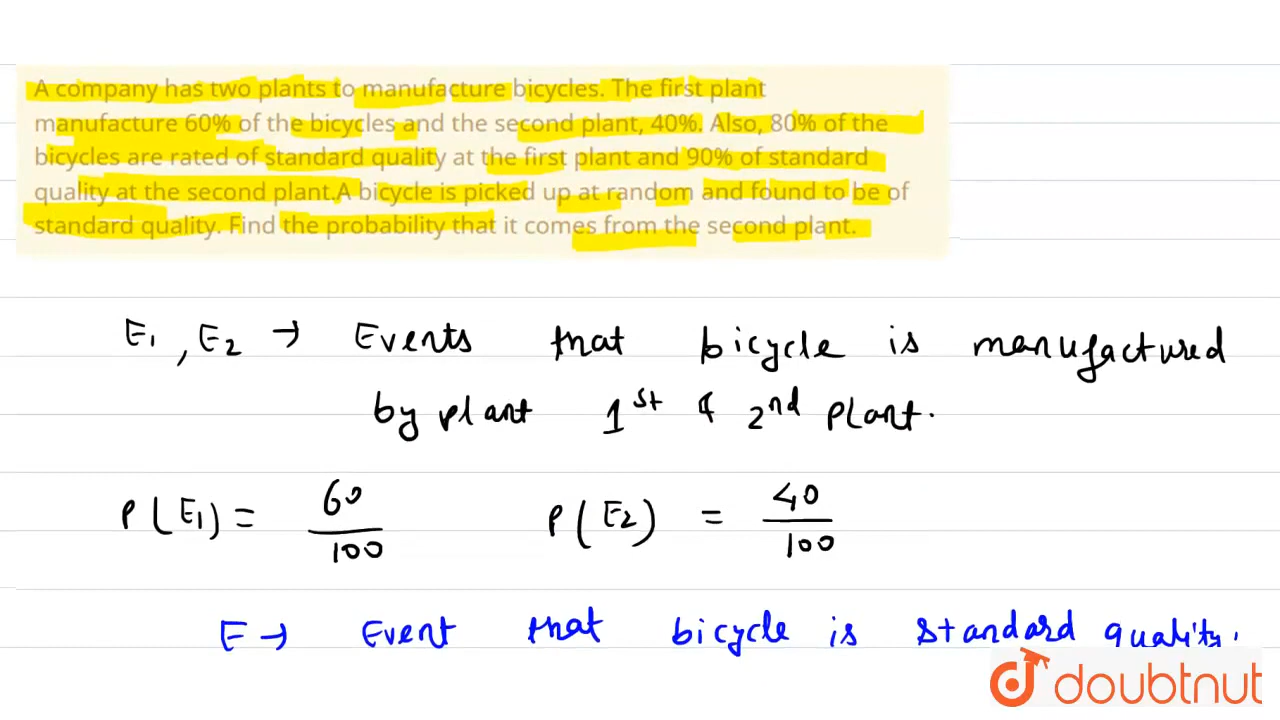 A company has two plants to manufacture bicycles. The first plant
manufacture 60% of the bicycles and the second plant, 40%. Also, 80% of the
bicycles are rated of standard quality at the first plant and 90% of standard
quality at the second plant.A bicycle is picked up at random and found to be of
standard quality. Find the probability that it comes from the second plant.
E1, E2 → Events that bicycle is manufactured
by plant 1st & 2nd Plant.
P(E1) = 60/100 P(E2) = 40/100
E → Event that bicycle is standard quality.
doubtnut